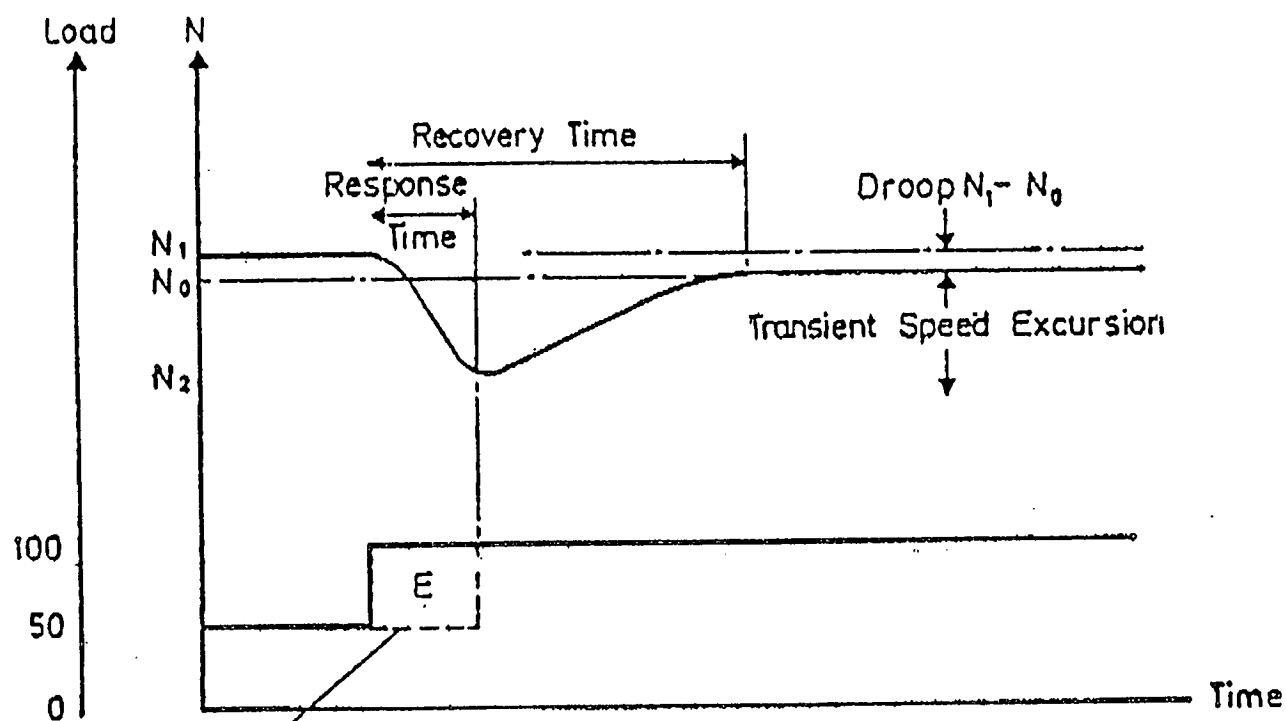 Load
N
Recovery Time
Response
Time
Droop N₁- N₀
N₁
N₀
Transient Speed Excursion
N₂
100
E
50
0
Time